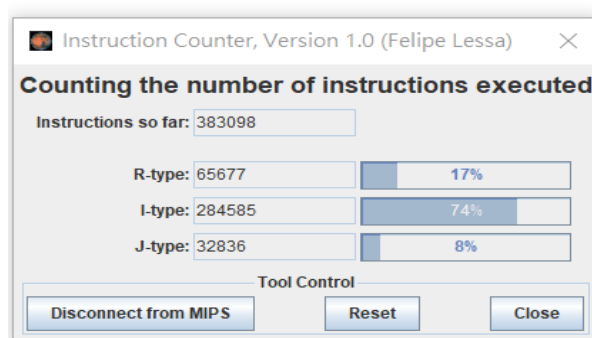 Instruction Counter, Version 1.0 (Felipe Lessa)
Counting the number of instructions executed
Instructions so far: 383098
R-type: 65677 17%
I-type: 284585 74%
J-type: 32836 8%
Tool Control
Disconnect from MIPS Reset Close